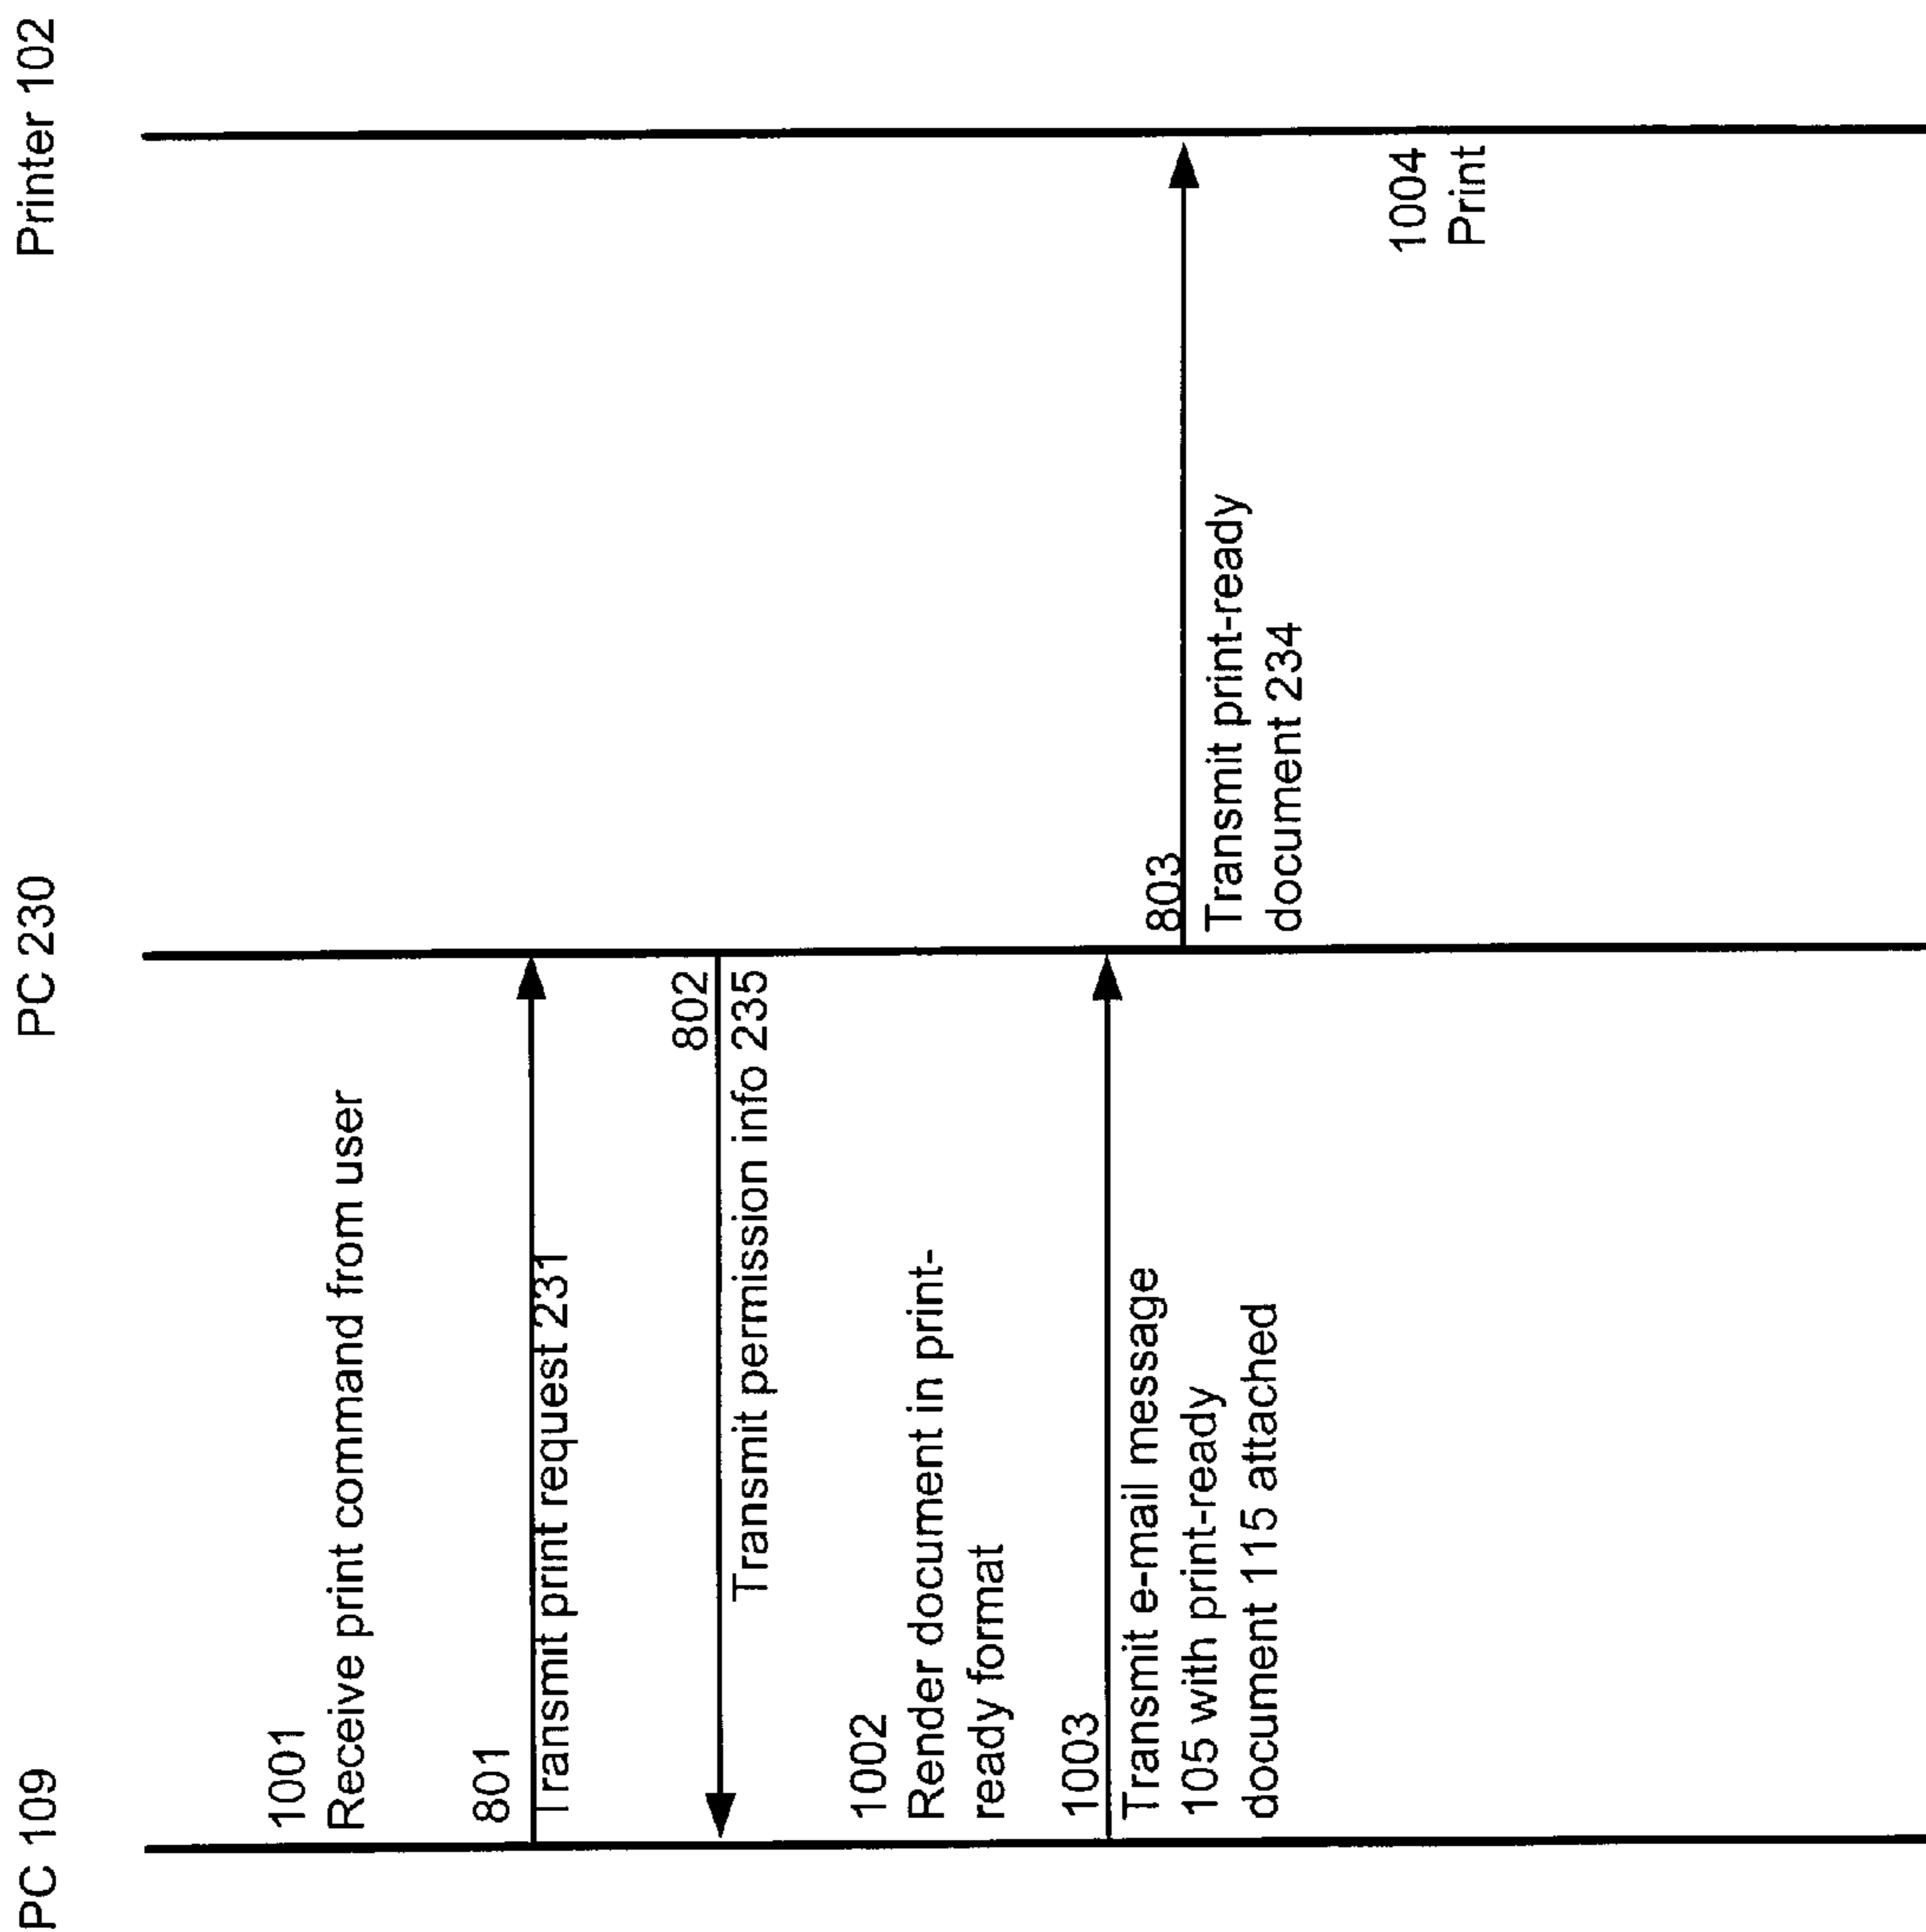 PC 109
PC 230
Printer 102
1001
Receive print command from user
801
Transmit print request 231
802
Transmit permission info 235
1002
Render document in print-
ready format
1003
Transmit e-mail message
105 with print-ready
document 115 attached
803
Transmit print-ready
document 234
1004
Print